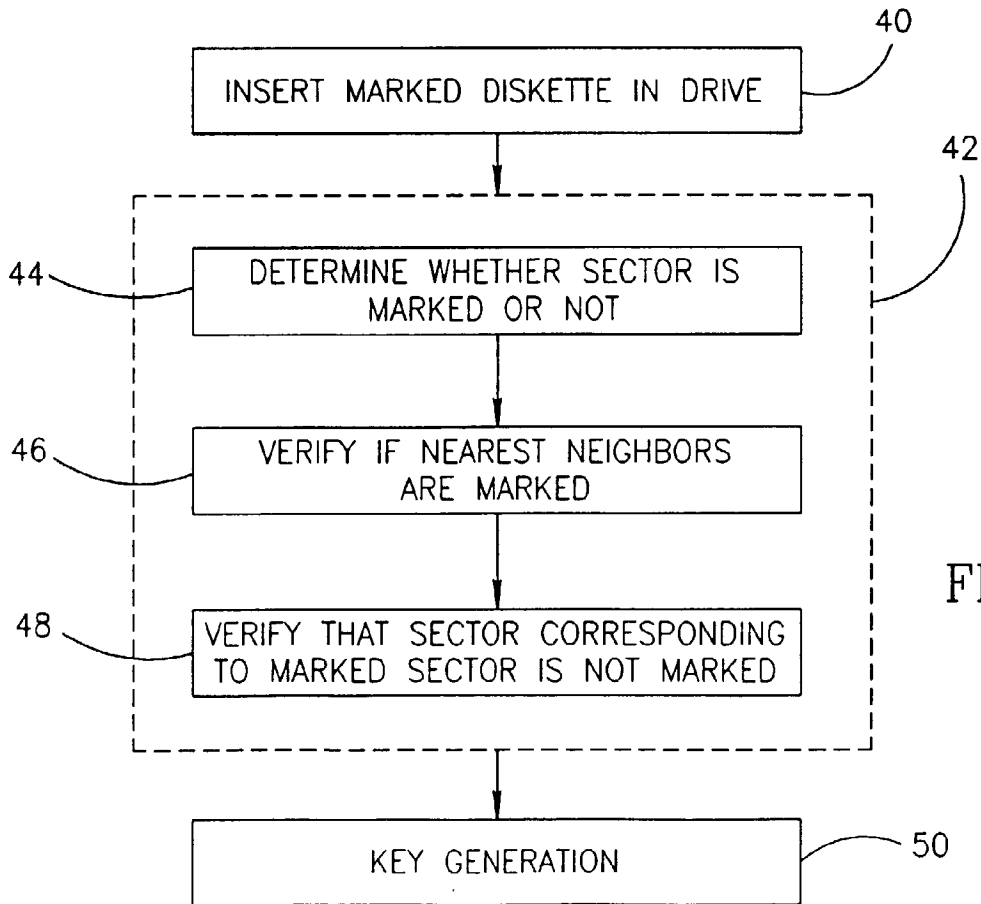 40
INSERT MARKED DISKETTE IN DRIVE
42
44
DETERMINE WHETHER SECTOR IS
MARKED OR NOT
46
VERIFY IF NEAREST NEIGHBORS
ARE MARKED
48
VERIFY THAT SECTOR CORRESPONDING
TO MARKED SECTOR IS NOT MARKED
KEY GENERATION
50